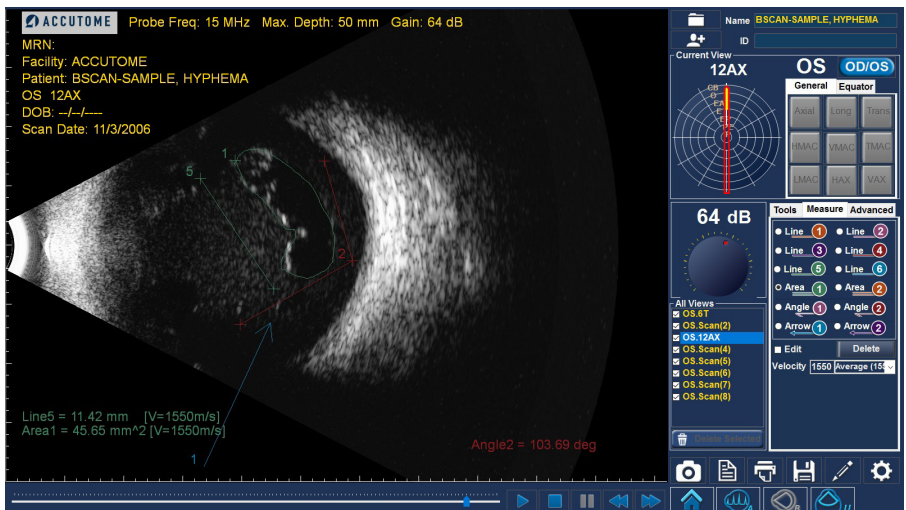 ACCUTOME Probe Freq: 15 MHz Max. Depth: 50 mm Gain: 64 dB
MRN:
Facility: ACCUTOME
Patient: BSCAN-SAMPLE, HYPHEMA
OS 12AX
DOB: --/--/----
Scan Date: 11/3/2006
1
5
2
Line5 = 11.42 mm [V=1550m/s]
Area1 = 45.65 mm^2 [V=1550m/s]
1
Angle2 = 103.69 deg
Name BSCAN-SAMPLE, HYPHEMA
ID
Current View
12AX
OS OD/OS
CB
O
EA
E
General Equator
Axial Long Trans
HMAC VMAC TMAC
LMAC HAX VAX
64 dB
Tools Measure Advanced
Line 1 Line 2
Line 3 Line 4
Line 5 Line 6
Area 1 Area 2
Angle 1 Angle 2
Arrow 1 Arrow 2
Edit Delete
Velocity 1550 Average (15
All Views
OS.6T
OS.Scan(2)
OS.12AX
OS.Scan(4)
OS.Scan(5)
OS.Scan(6)
OS.Scan(7)
OS.Scan(8)
Delete Selected